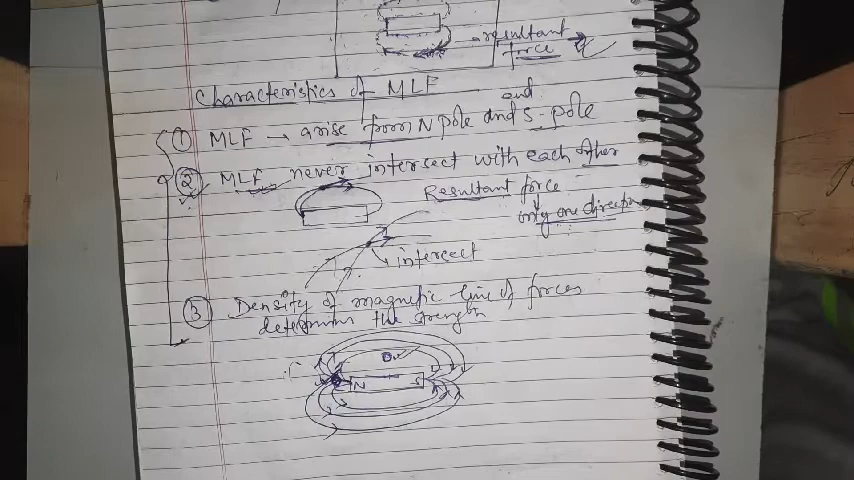 resultant
force
Characteristics of MLF
① MLF → arise from N pole and end S-pole
② MLF never intersect with each other
Resultant force
only one direction
intersect
③ Density of magnetic line of forces
determine the strength
N S